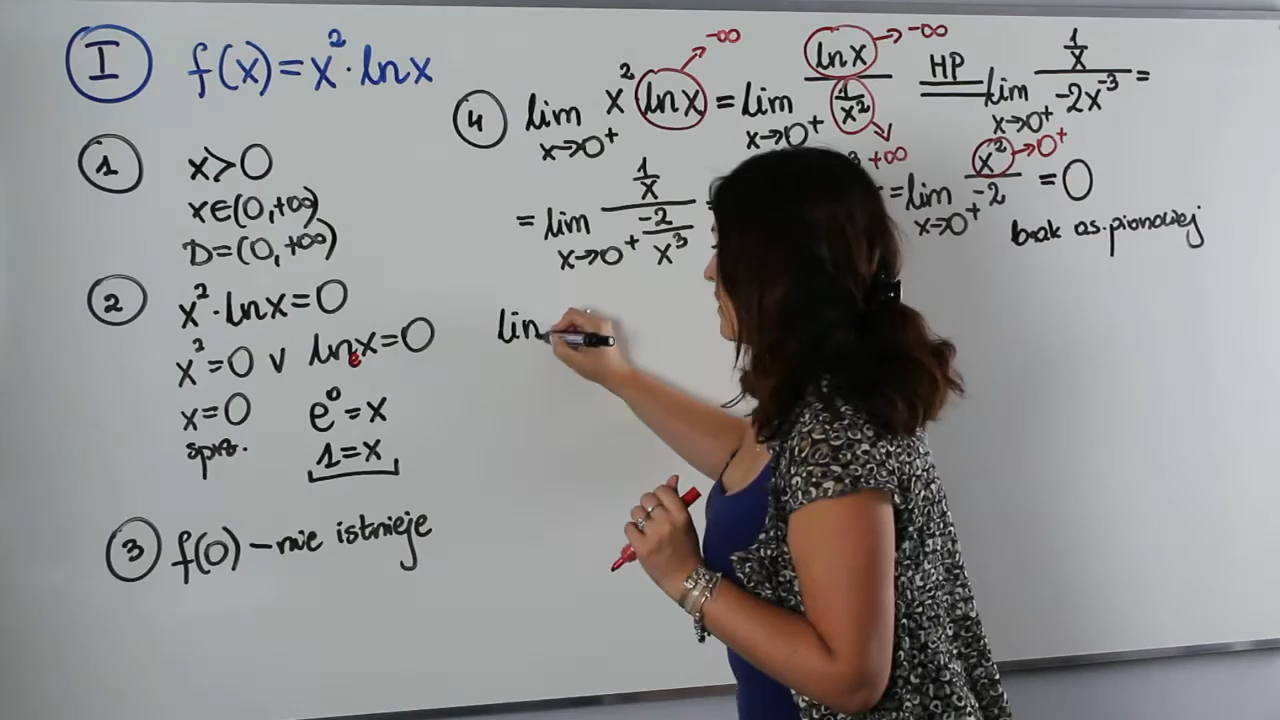 I f(x)=x²·lnx
1 x>0
x∈(0,+∞)
D=(0,+∞)
2 x²·lnx=0
x²=0 ∨ lnₑx=0
x=0 e⁰=x
sprz. 1=x
3 f(0)-nie istnieje
4 lim x→0⁺ x² lnx → -∞ = lim x→0⁺ lnx → -∞ / 1/x² → +∞ HP lim x→0⁺ 1/x / -2x⁻³ =
= lim x→0⁺ 1/x / -2/x³ = lim x→0⁺ x² → 0⁺ / -2 = 0
brak as. pionowej
lim